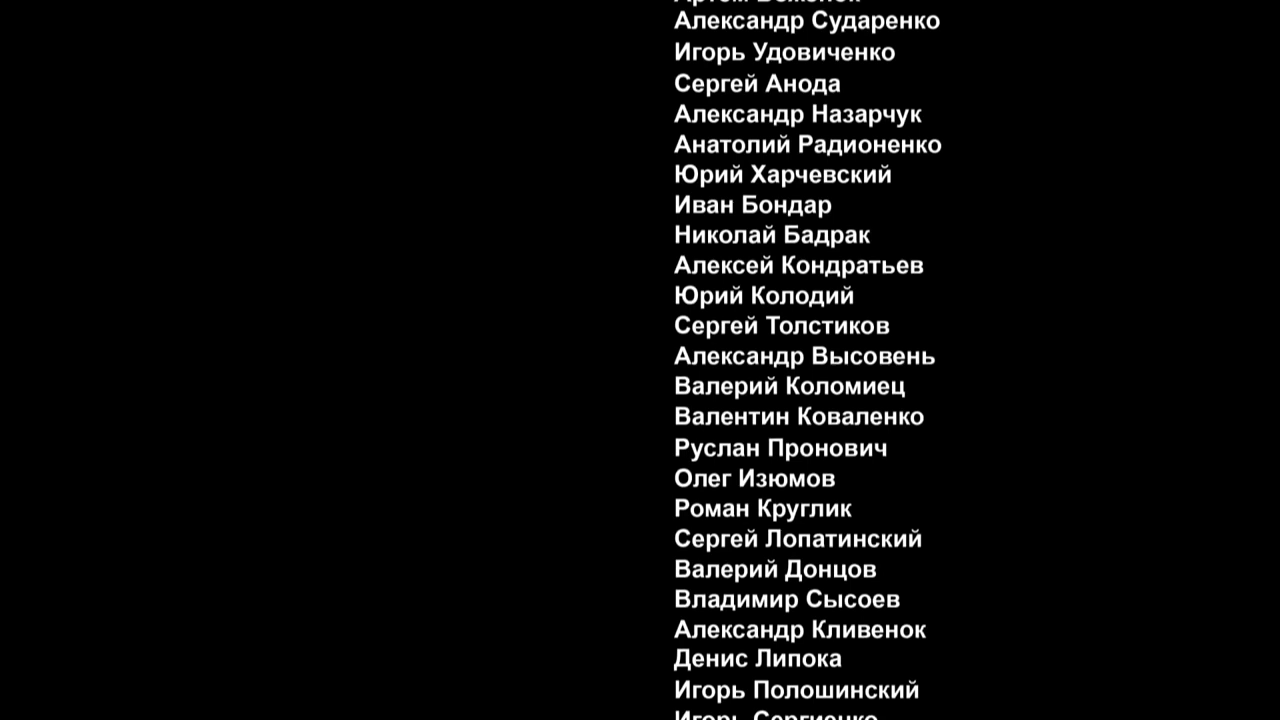 Александр Сударенко
Игорь Удовиченко
Сергей Анода
Александр Назарчук
Анатолий Радионенко
Юрий Харчевский
Иван Бондар
Николай Бадрак
Алексей Кондратьев
Юрий Колодий
Сергей Толстиков
Александр Высовень
Валерий Коломиец
Валентин Коваленко
Руслан Пронович
Олег Изюмов
Роман Круглик
Сергей Лопатинский
Валерий Донцов
Владимир Сысоев
Александр Кливенок
Денис Липока
Игорь Полошинский
Игорь Сергиенко